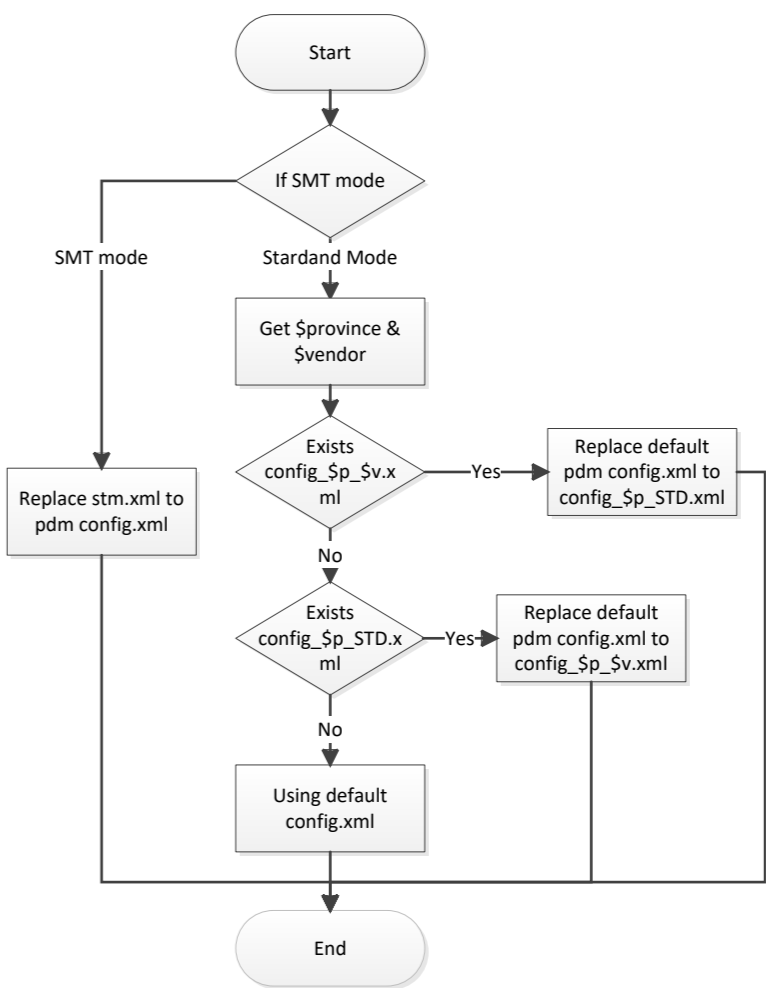 Start
If SMT mode
SMT mode
Stardand Mode
Get $province &
$vendor
Exists
config_$p_$v.x
ml
Yes
Replace default
pdm config.xml to
config_$p_STD.xml
Replace stm.xml to
pdm config.xml
No
Exists
config_$p_STD.x
ml
Yes
Replace default
pdm config.xml to
config_$p_$v.xml
No
Using default
config.xml
End